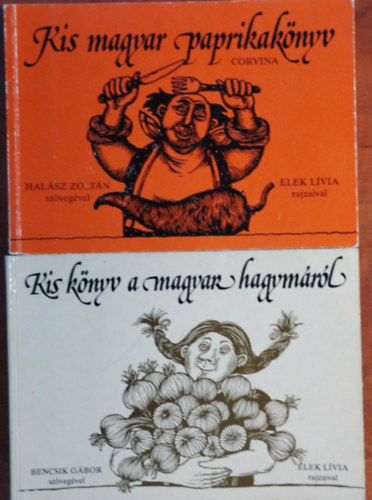 Kis magyar paprikakönyv
CORVINA
HALÁSZ ZOLTÁN
szövegével
ELEK LÍVIA
rajzaival
Kis könyv a magyar hagymáról
BENCSIK GÁBOR
szövegével
ELEK LÍVIA
rajzaival